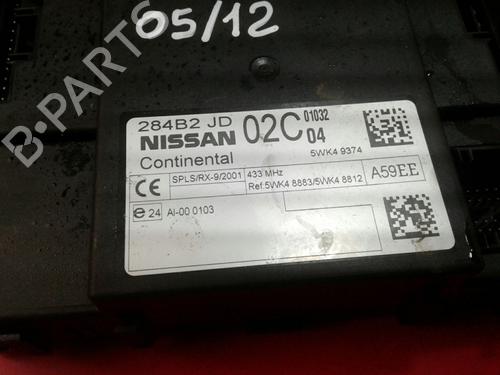 05/12
B-PARTS
284B2 JD
NISSAN 02C 01032 04
Continental
5WK4 9374
CE SPLS/RX-9/2001 433 MHz A59EE
Ref.5WK4 8883/5WK4 8812
e 24 AI-00 0103